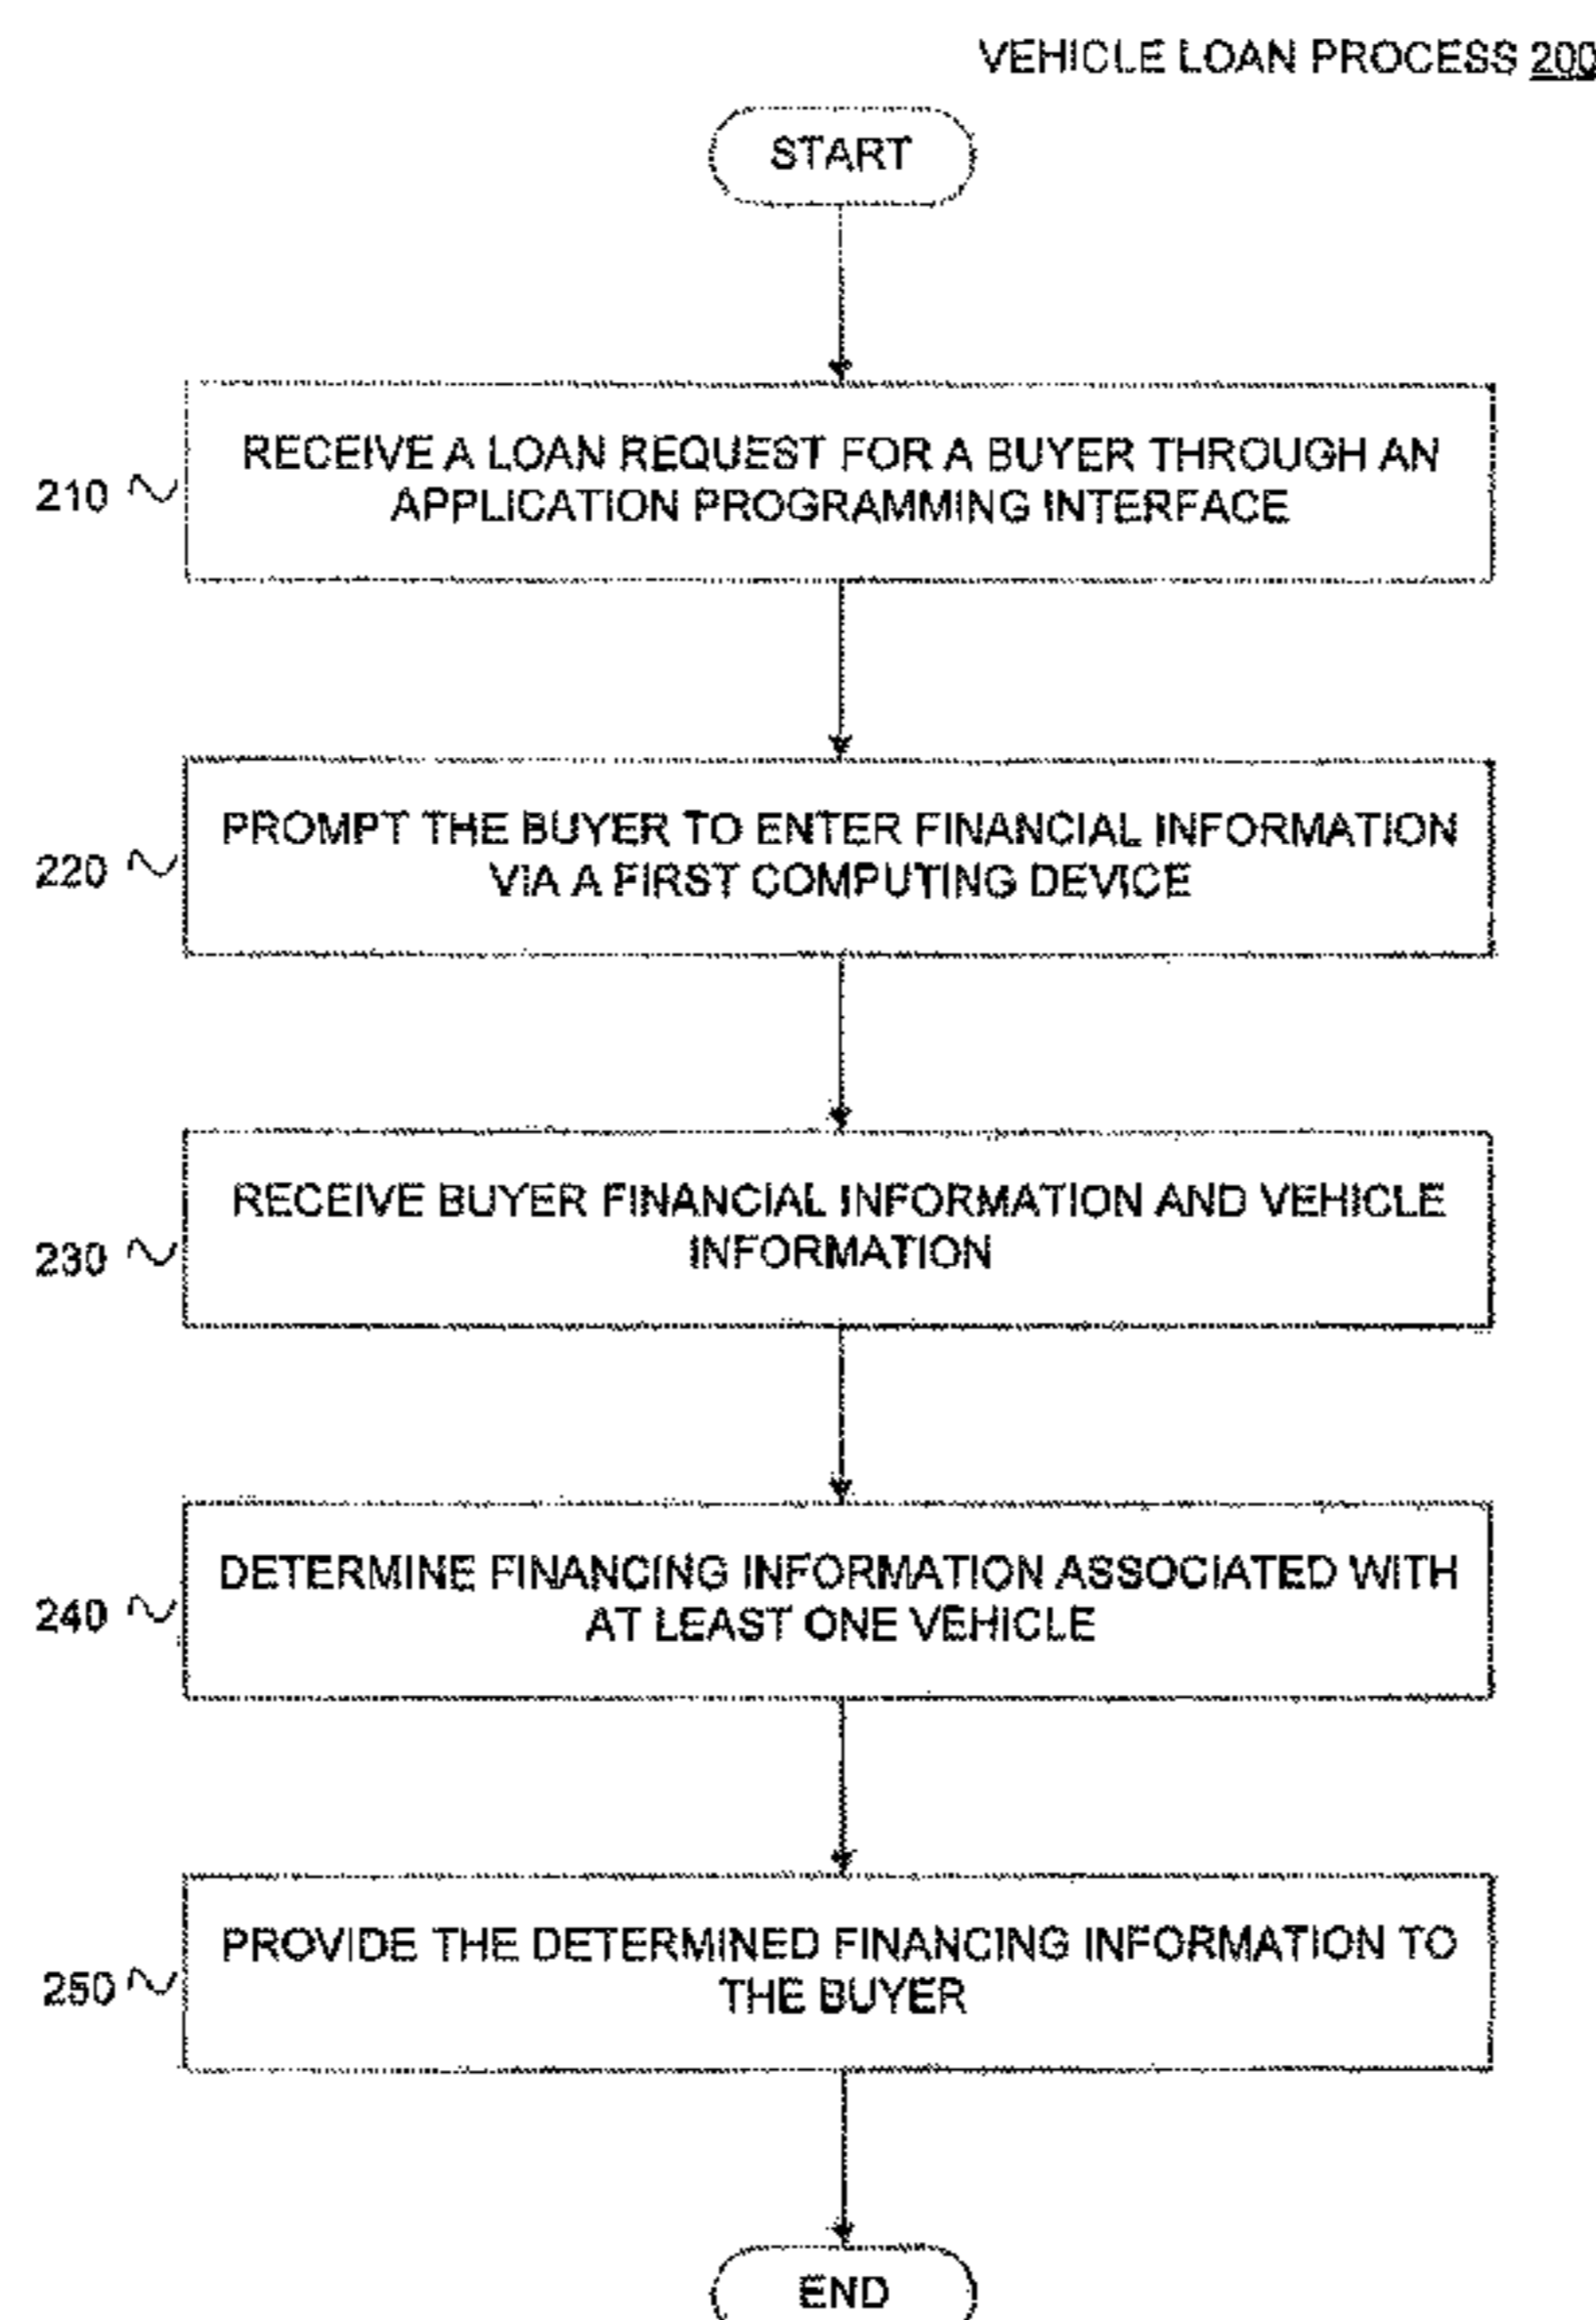 VEHICLE LOAN PROCESS 200
START
RECEIVE A LOAN REQUEST FOR A BUYER THROUGH AN
APPLICATION PROGRAMMING INTERFACE
210
PROMPT THE BUYER TO ENTER FINANCIAL INFORMATION
VIA A FIRST COMPUTING DEVICE
220
RECEIVE BUYER FINANCIAL INFORMATION AND VEHICLE
INFORMATION
230
DETERMINE FINANCING INFORMATION ASSOCIATED WITH
AT LEAST ONE VEHICLE
240
PROVIDE THE DETERMINED FINANCING INFORMATION TO
THE BUYER
250
END